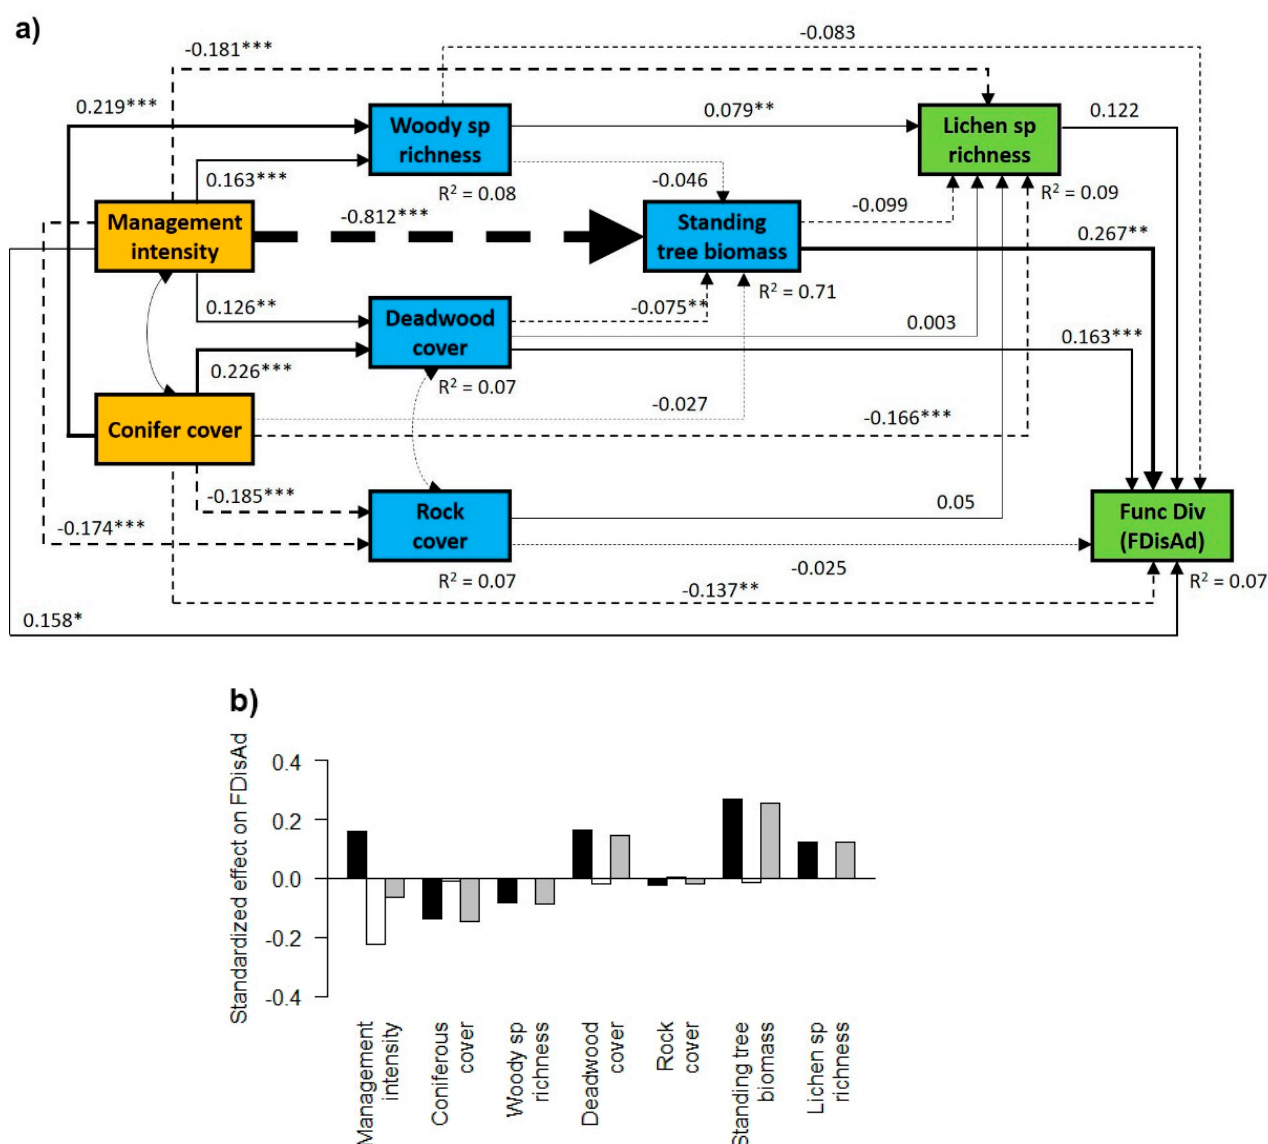 a)
-0.083
-0.181***
0.219***
Woody sp
richness
0.079**
Lichen sp
richness
0.122
0.163***
R² = 0.08
-0.046
R² = 0.09
Management
intensity
-0.812***
Standing
tree biomass
-0.099
0.267**
R² = 0.71
0.126**
Deadwood
cover
-0.075**
0.003
0.163***
0.226***
R² = 0.07
Conifer cover
-0.027
-0.166***
-0.185***
-0.174***
Rock
cover
0.05
Func Div
(FDisAd)
R² = 0.07
-0.025
R² = 0.07
-0.137**
0.158*
b)
Standardized effect on FDisAd
0.4
0.2
0.0
-0.2
-0.4
Management
intensity
Coniferous
cover
Woody sp
richness
Deadwood
cover
Rock
cover
Standing tree
biomass
Lichen sp
richness